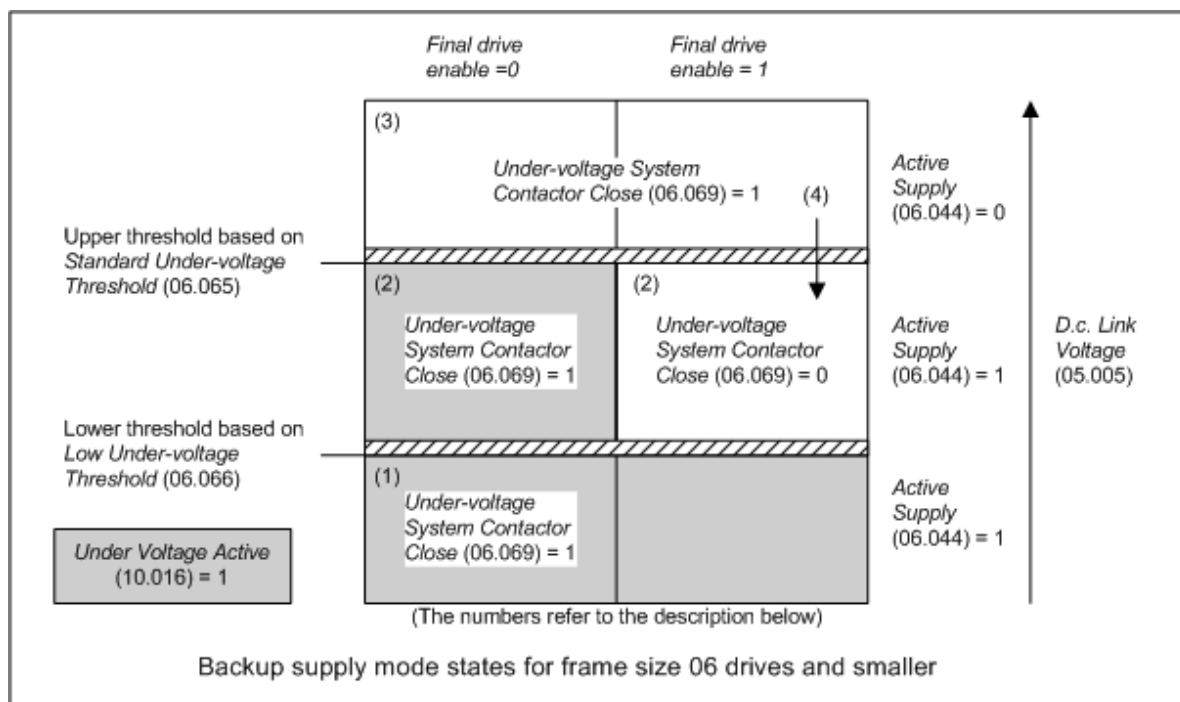 Final drive
enable =0
Final drive
enable = 1
(3)
Under-voltage System
Contactor Close (06.069) = 1
(4)
Active
Supply
(06.044) = 0
Upper threshold based on
Standard Under-voltage
Threshold (06.065)
(2)
Under-voltage
System Contactor
Close (06.069) = 1
(2)
Under-voltage
System Contactor
Close (06.069) = 0
Active
Supply
(06.044) = 1
D.c. Link
Voltage
(05.005)
Lower threshold based on
Low Under-voltage
Threshold (06.066)
(1)
Under-voltage
System Contactor
Close (06.069) = 1
Active
Supply
(06.044) = 1
Under Voltage Active
(10.016) = 1
(The numbers refer to the description below)
Backup supply mode states for frame size 06 drives and smaller